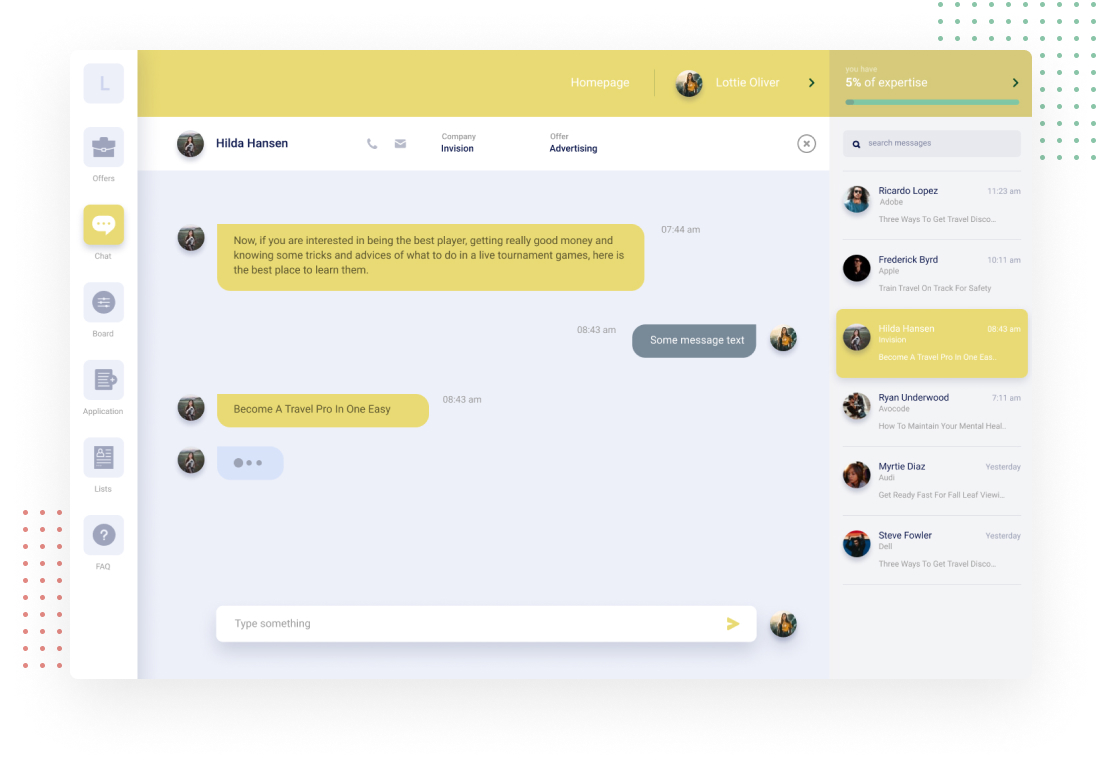 L
Offers
Chat
Board
Application
Lists
?
FAQ
Homepage
Lottie Oliver
you have
5% of expertise
Hilda Hansen
Company
Invision
Offer
Advertising
Now, if you are interested in being the best player, getting really good money and
knowing some tricks and advices of what to do in a live tournament games, here is
the best place to learn them.
07:44 am
08:43 am
Some message text
Become A Travel Pro In One Easy
08:43 am
Type something
search messages
Ricardo Lopez
11:23 am
Adobe
Three Ways To Get Travel Disco...
Frederick Byrd
10:11 am
Apple
Train Travel On Track For Safety
Hilda Hansen
08:43 am
Invision
Become A Travel Pro In One Eas..
Ryan Underwood
7:11 am
Avocode
How To Maintain Your Mental Heal..
Myrtie Diaz
Yesterday
Audi
Get Ready Fast For Fall Leaf Viewi...
Steve Fowler
Yesterday
Dell
Three Ways To Get Travel Disco...